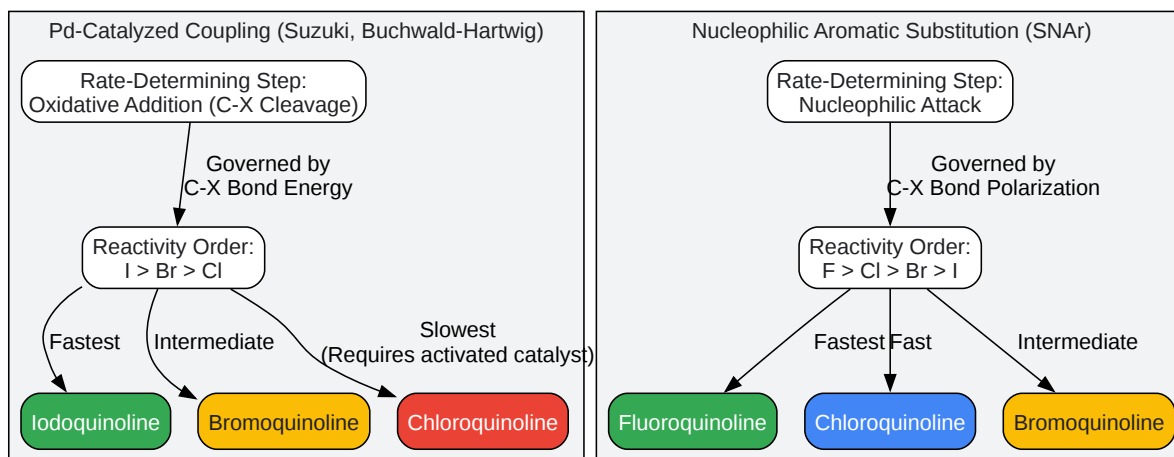 Pd-Catalyzed Coupling (Suzuki, Buchwald-Hartwig)
Rate-Determining Step:
Oxidative Addition (C-X Cleavage)
Governed by
C-X Bond Energy
Reactivity Order:
I > Br > Cl
Fastest
Intermediate
Slowest
(Requires activated catalyst)
Iodoquinoline
Bromoquinoline
Chloroquinoline
Nucleophilic Aromatic Substitution (SNAr)
Rate-Determining Step:
Nucleophilic Attack
Governed by
C-X Bond Polarization
Reactivity Order:
F > Cl > Br > I
Fastest
Fast
Intermediate
Fluoroquinoline
Chloroquinoline
Bromoquinoline